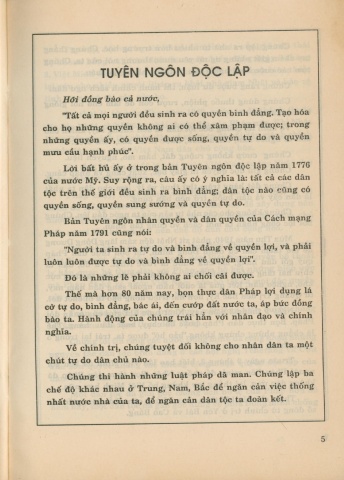 TUYÊN NGÔN ĐỘC LẬP
Hỡi đồng bào cả nước,
"Tất cả mọi người đều sinh ra có quyền bình đẳng. Tạo hóa
cho họ những quyền không ai có thể xâm phạm được; trong
những quyền ấy, có quyền được sống, quyền tự do và quyền
mưu cầu hạnh phúc".
Lời bất hủ ấy ở trong bản Tuyên ngôn độc lập năm 1776
của nước Mỹ. Suy rộng ra, câu ấy có ý nghĩa là: tất cả các dân
tộc trên thế giới đều sinh ra bình đẳng; dân tộc nào cũng có
quyền sống, quyền sung sướng và quyền tự do.
Bản Tuyên ngôn nhân quyền và dân quyền của Cách mạng
Pháp năm 1791 cũng nói:
"Người ta sinh ra tự do và bình đẳng về quyền lợi, và phải
luôn luôn được tự do và bình đẳng về quyền lợi".
Đó là những lẽ phải không ai chối cãi được.
Thế mà hơn 80 năm nay, bọn thực dân Pháp lợi dụng lá
cờ tự do, bình đẳng, bác ái, đến cướp đất nước ta, áp bức đồng
bào ta. Hành động của chúng trái hẳn với nhân đạo và chính
nghĩa.
Về chính trị, chúng tuyệt đối không cho nhân dân ta một
chút tự do dân chủ nào.
Chúng thi hành những luật pháp dã man. Chúng lập ba
chế độ khác nhau ở Trung, Nam, Bắc để ngăn cản việc thống
nhất nước nhà của ta, để ngăn cản dân tộc ta đoàn kết.
5